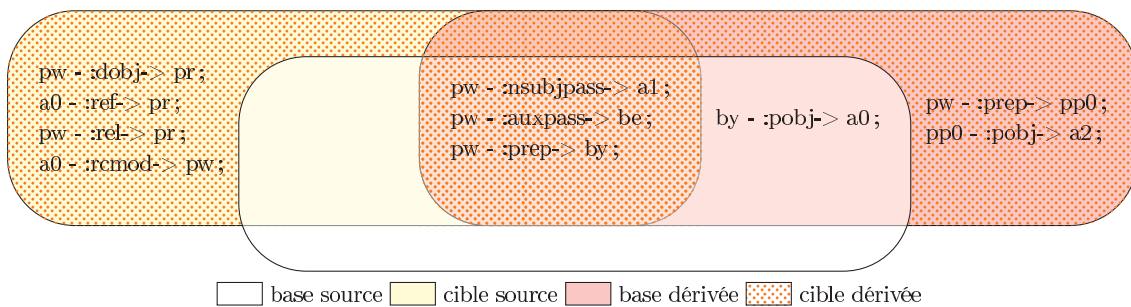 pw - :dobj-> pr ;
a0 - :ref-> pr ;
pw - :rel-> pr ;
a0 - :rcmod-> pw ;
pw - :nsubjpass-> a1 ;
pw - :auxpass-> be ;
pw - :prep-> by ;
by - :pobj-> a0 ;
pw - :prep-> pp0 ;
pp0 - :pobj-> a2 ;
base source cible source base dérivée cible dérivée